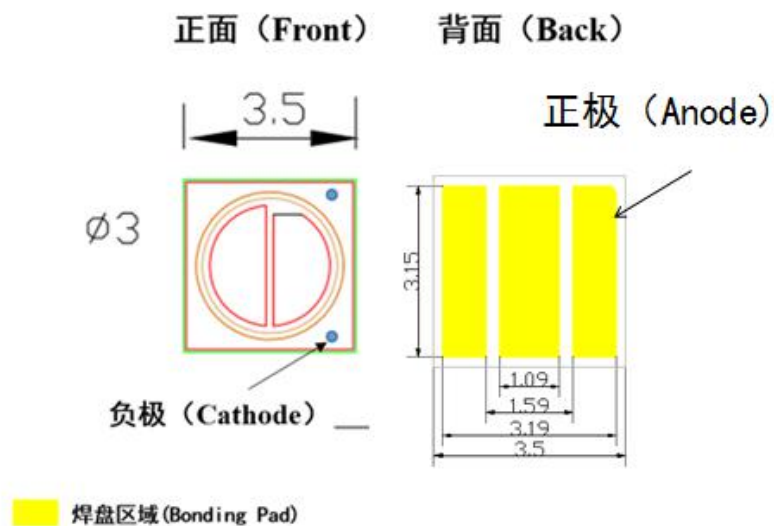 正面（Front） 背面（Back）
3.5
正极（Anode）
⌀3
3.15
1.09
1.59
3.19
3.5
负极（Cathode）
焊盘区域(Bonding Pad)